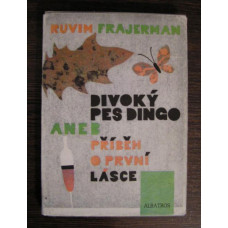 RUVIM FRAJERMAN
DIVOKÝ
PES DINGO
ANEB
PŘÍBĚH
O PRVNÍ
LÁSCE
ALBATROS